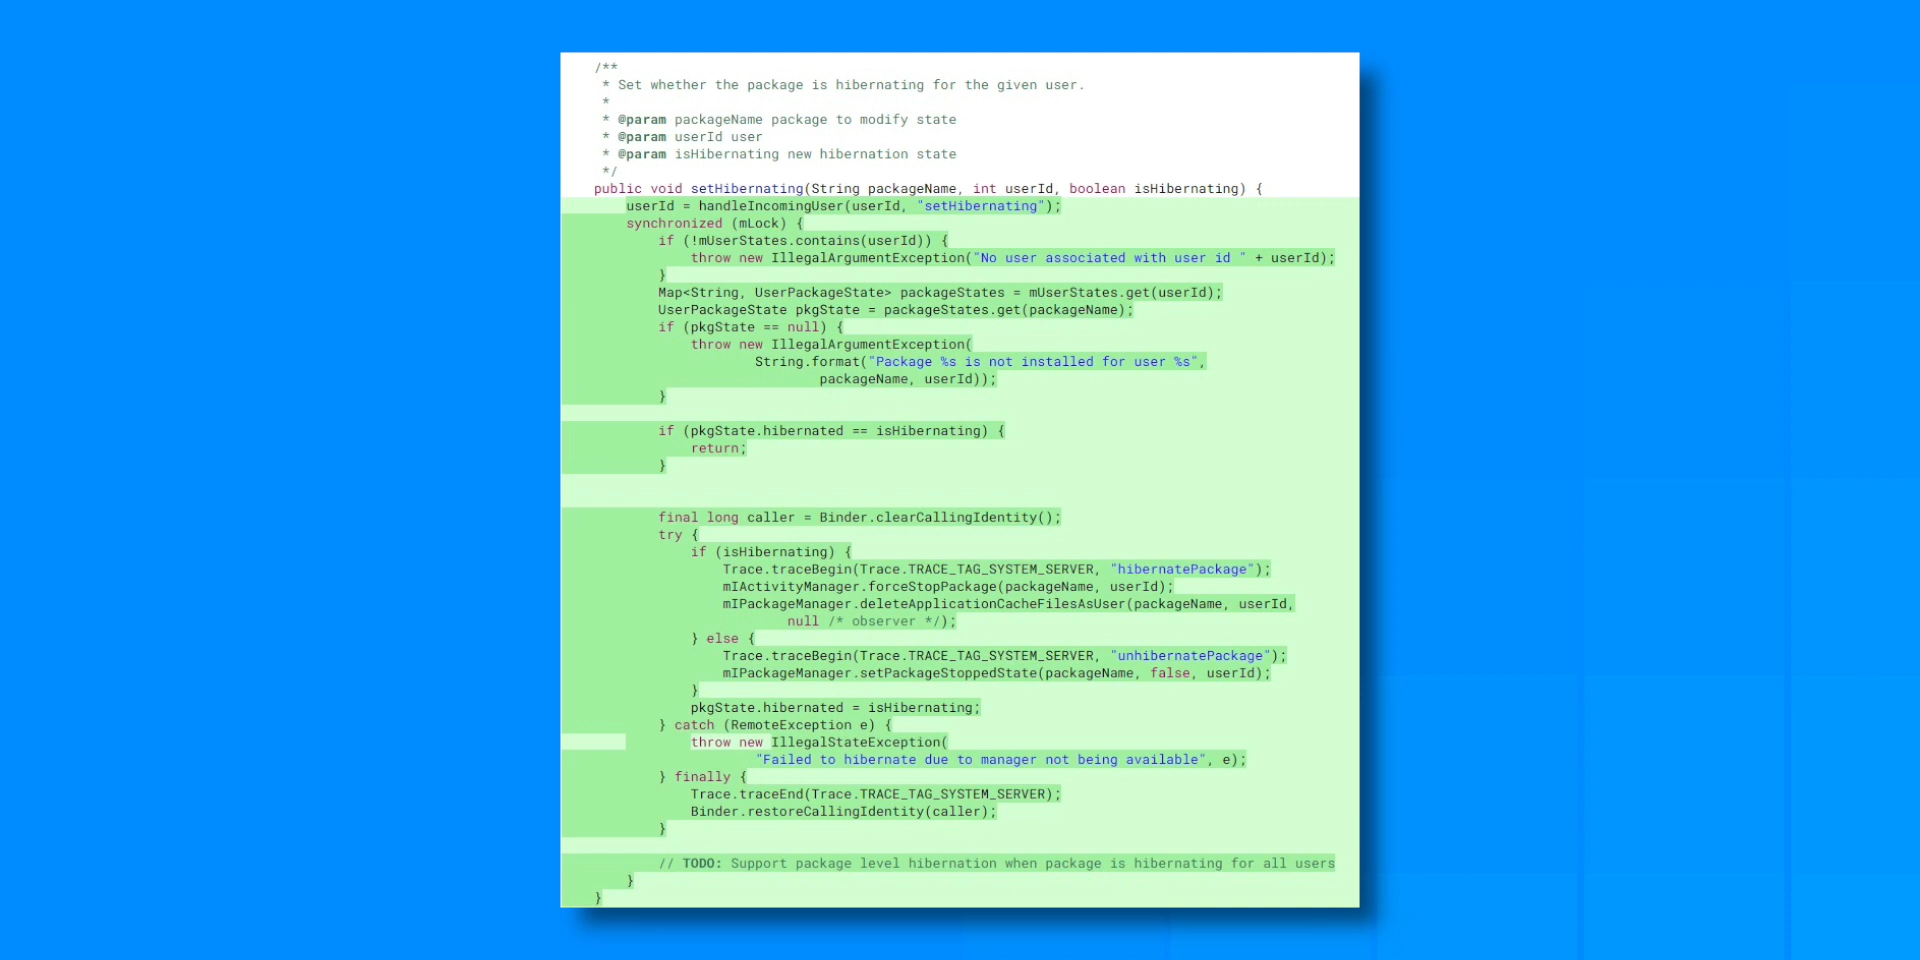 /**
 * Set whether the package is hibernating for the given user.
 *
 * @param packageName package to modify state
 * @param userId user
 * @param isHibernating new hibernation state
 */
public void setHibernating(String packageName, int userId, boolean isHibernating) {
    userId = handleIncomingUser(userId, "setHibernating");
    synchronized (mLock) {
        if (!mUserStates.contains(userId)) {
            throw new IllegalArgumentException("No user associated with user id " + userId);
        }
        Map<String, UserPackageState> packageStates = mUserStates.get(userId);
        UserPackageState pkgState = packageStates.get(packageName);
        if (pkgState == null) {
            throw new IllegalArgumentException(
                    String.format("Package %s is not installed for user %s",
                            packageName, userId));
        }

        if (pkgState.hibernated == isHibernating) {
            return;
        }


        final long caller = Binder.clearCallingIdentity();
        try {
            if (isHibernating) {
                Trace.traceBegin(Trace.TRACE_TAG_SYSTEM_SERVER, "hibernatePackage");
                mIActivityManager.forceStopPackage(packageName, userId);
                mIPackageManager.deleteApplicationCacheFilesAsUser(packageName, userId,
                        null /* observer */);
            } else {
                Trace.traceBegin(Trace.TRACE_TAG_SYSTEM_SERVER, "unhibernatePackage");
                mIPackageManager.setPackageStoppedState(packageName, false, userId);
            }
            pkgState.hibernated = isHibernating;
        } catch (RemoteException e) {
            throw new IllegalStateException(
                    "Failed to hibernate due to manager not being available", e);
        } finally {
            Trace.traceEnd(Trace.TRACE_TAG_SYSTEM_SERVER);
            Binder.restoreCallingIdentity(caller);
        }

        // TODO: Support package level hibernation when package is hibernating for all users
    }
}